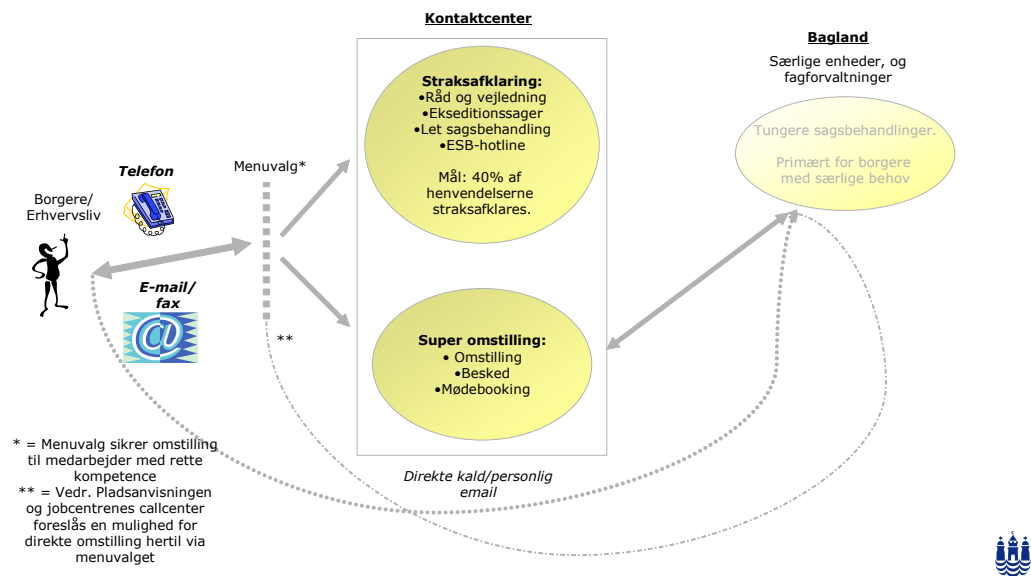 Kontaktcenter
Bagland
Særlige enheder, og
fagforvaltninger
Straksafklaring:
•Råd og vejledning
•Ekseditionssager
•Let sagsbehandling
•ESB-hotline
Mål: 40% af
henvendelserne
straksafklares.
Tungere sagsbehandlinger.
Primært for borgere
med særlige behov
Menuvalg*
Telefon
Borgere/
Erhvervsliv
E-mail/
fax
**
Super omstilling:
• Omstilling
•Besked
•Mødebooking
* = Menuvalg sikrer omstilling
til medarbejder med rette
kompetence
** = Vedr. Pladsanvisningen
og jobcentrenes callcenter
foreslås en mulighed for
direkte omstilling hertil via
menuvalget
Direkte kald/personlig
email